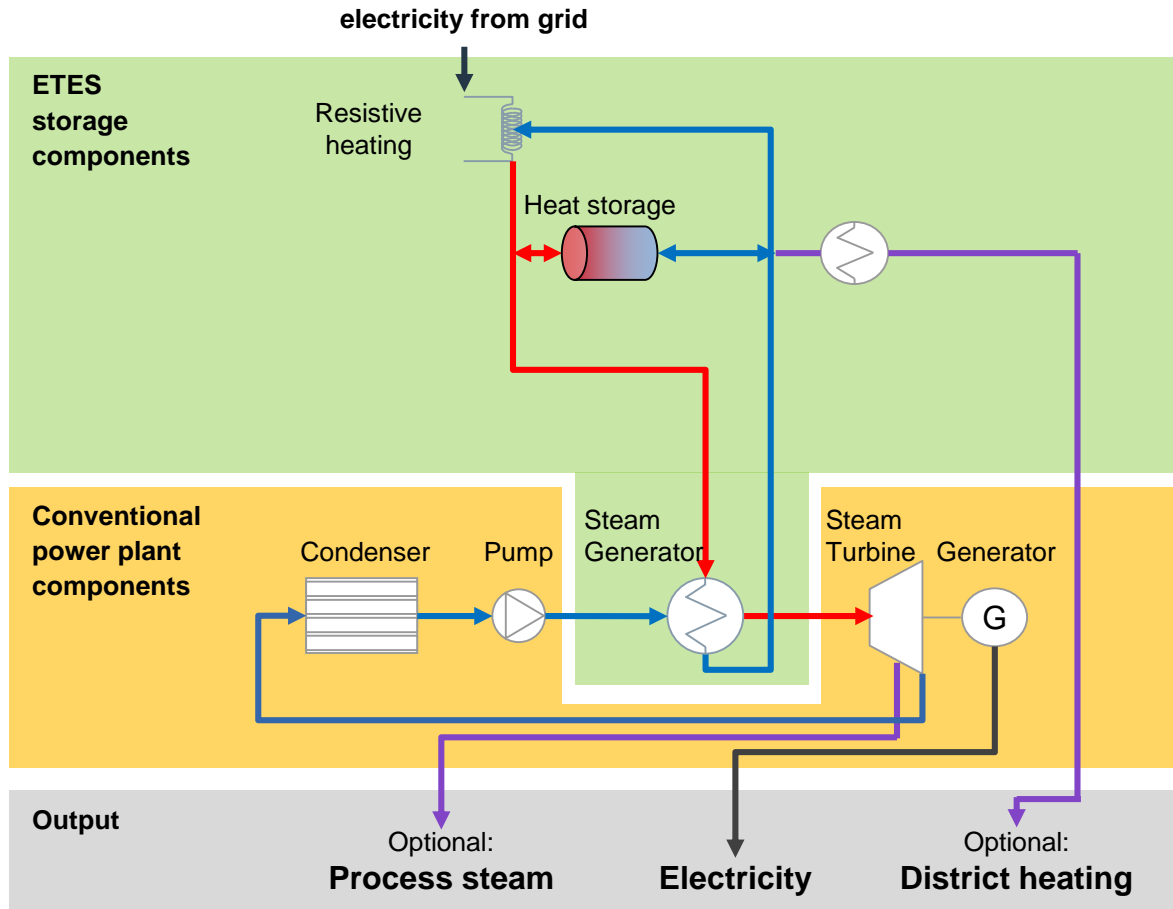 electricity from grid
ETES
storage
components
Resistive
heating
Heat storage
Conventional
power plant
components
Condenser
Pump
Steam
Generator
Steam
Turbine
Generator
G
Output
Optional:
Process steam
Electricity
Optional:
District heating